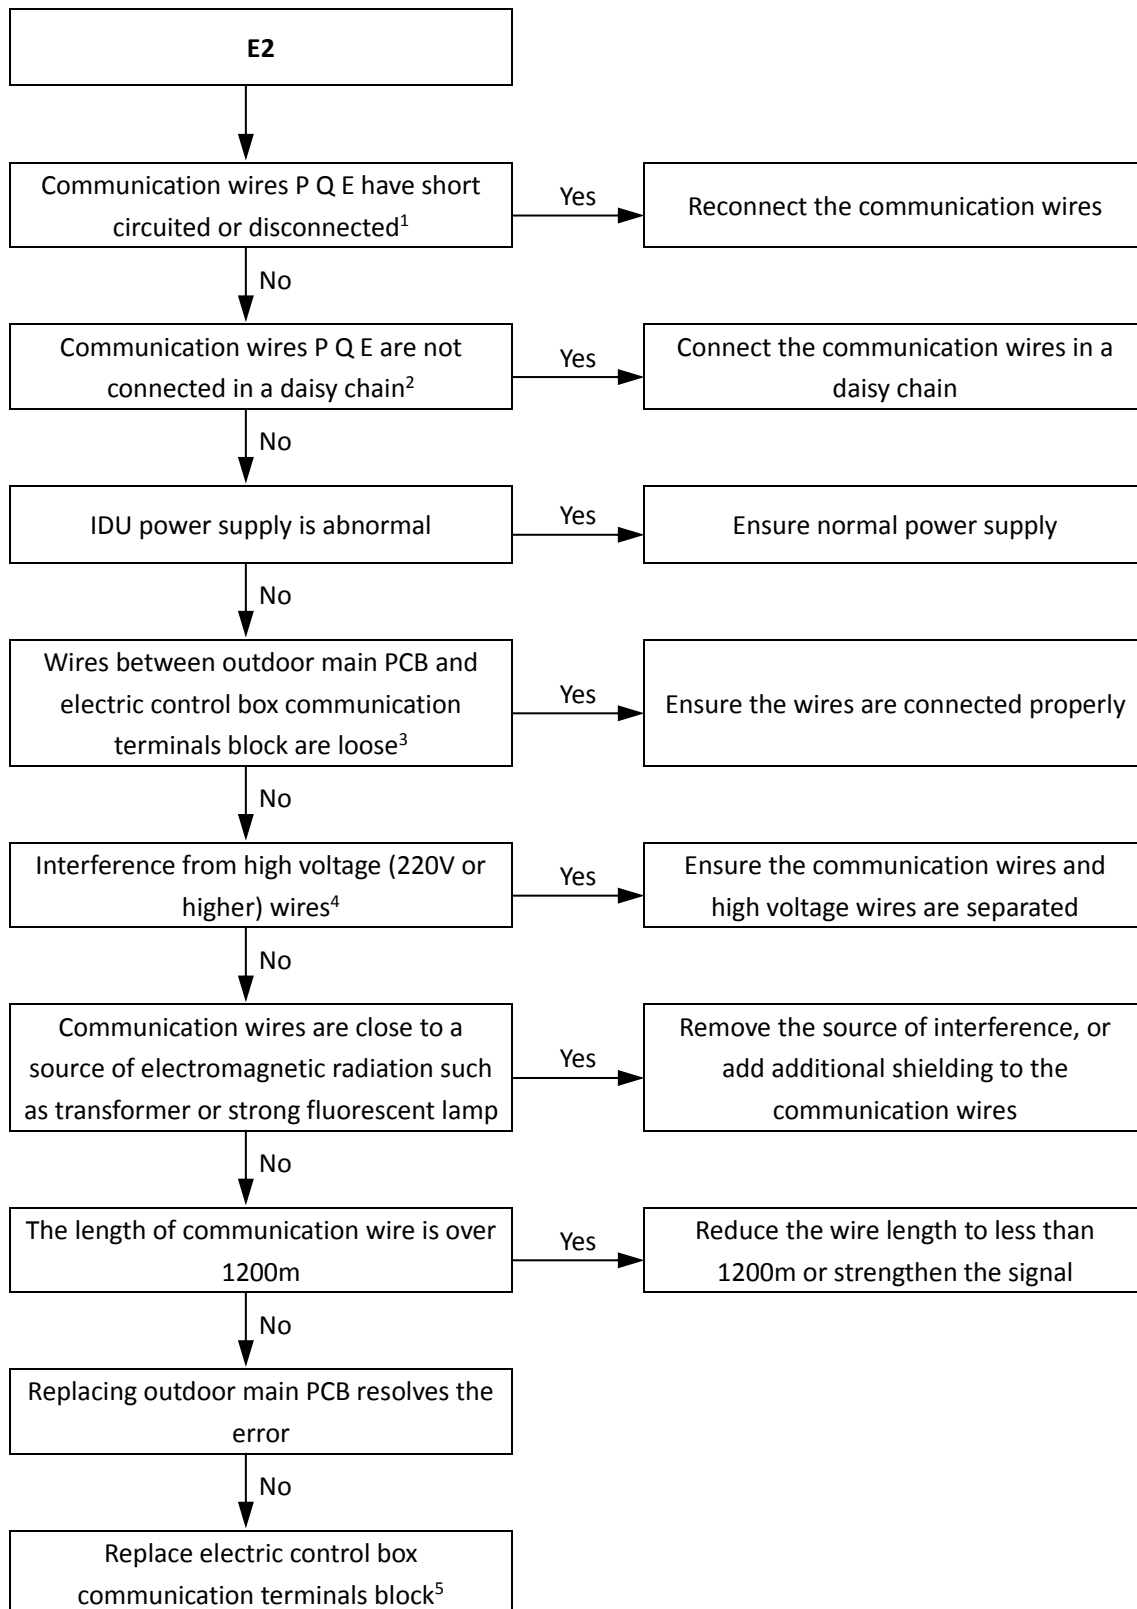 E2
Communication wires P Q E have short
circuited or disconnected¹
Yes
Reconnect the communication wires
No
Communication wires P Q E are not
connected in a daisy chain²
Yes
Connect the communication wires in a
daisy chain
No
IDU power supply is abnormal
Yes
Ensure normal power supply
No
Wires between outdoor main PCB and
electric control box communication
terminals block are loose³
Yes
Ensure the wires are connected properly
No
Interference from high voltage (220V or
higher) wires⁴
Yes
Ensure the communication wires and
high voltage wires are separated
No
Communication wires are close to a
source of electromagnetic radiation such
as transformer or strong fluorescent lamp
Yes
Remove the source of interference, or
add additional shielding to the
communication wires
No
The length of communication wire is over
1200m
Yes
Reduce the wire length to less than
1200m or strengthen the signal
No
Replacing outdoor main PCB resolves the
error
No
Replace electric control box
communication terminals block⁵